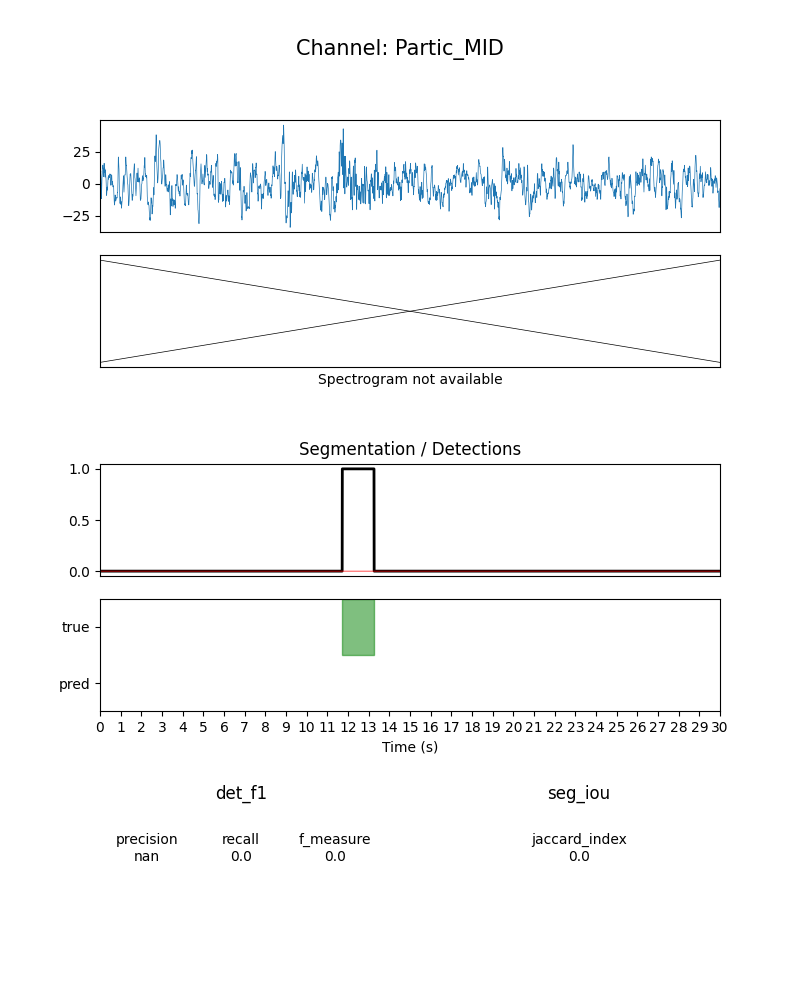 Channel: Partic_MID
25
0
−25
Spectrogram not available
Segmentation / Detections
1.0
0.5
0.0
true
pred
0 1 2 3 4 5 6 7 8 9 10 11 12 13 14 15 16 17 18 19 20 21 22 23 24 25 26 27 28 29 30
Time (s)
det_f1 seg_iou
precision recall f_measure jaccard_index
nan 0.0 0.0 0.0